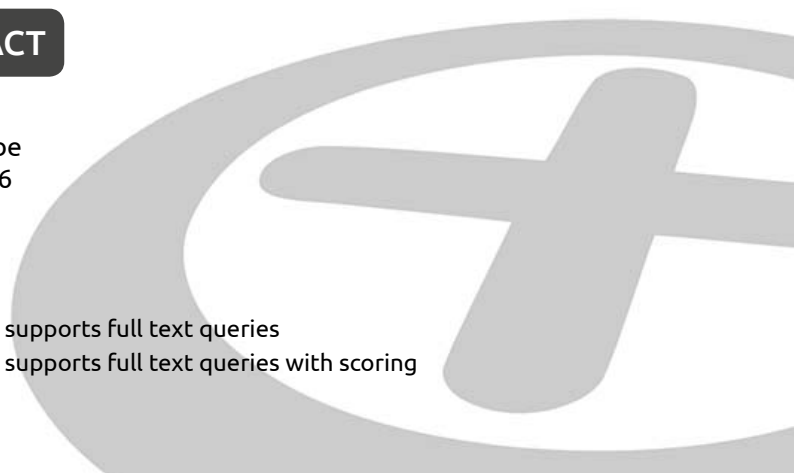 ACT
be
6
supports full text queries
supports full text queries with scoring